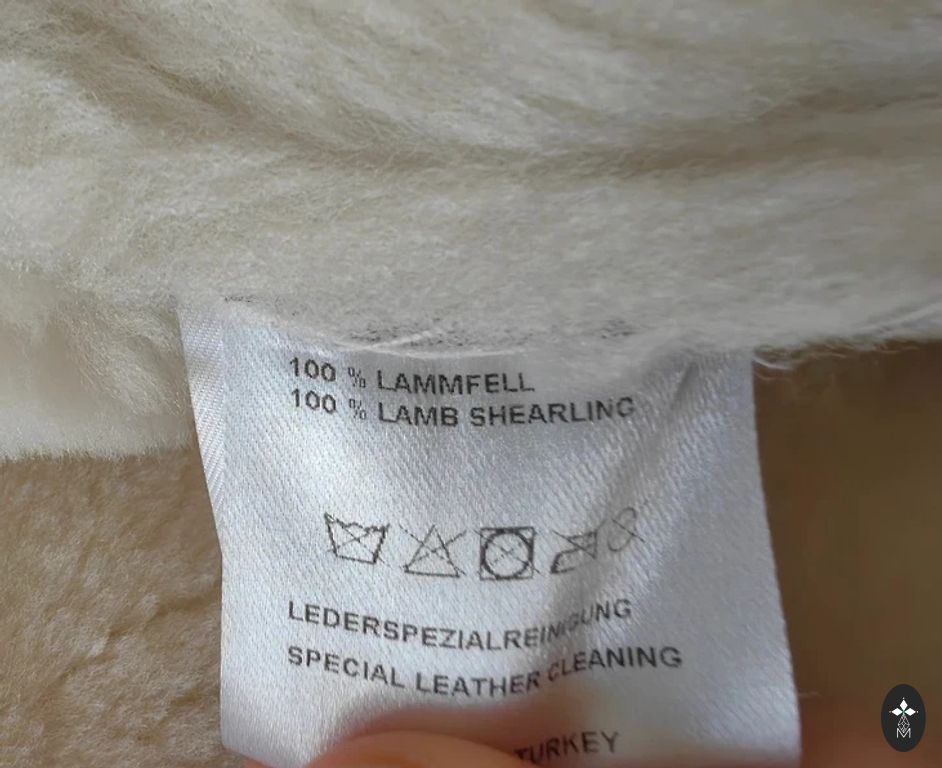 100 % LAMMFELL
100 % LAMB SHEARLING
LEDERSPEZIALREINIGUNG
SPECIAL LEATHER CLEANING
TURKEY
M